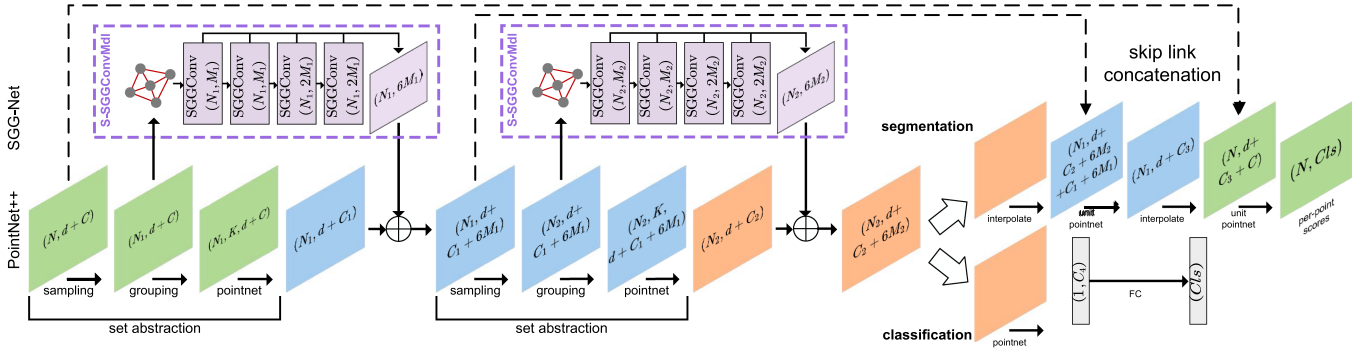 SGG-Net
S-SGGConvMdl
SGGConv
(N₁, M₁)
SGGConv
(N₁, M₁)
SGGConv
(N₁, 2M₁)
SGGConv
(N₁, 2M₁)
(N₁, 6M₁)
S-SGGConvMdl
SGGConv
(N₂, M₂)
SGGConv
(N₂, M₂)
SGGConv
(N₂, 2M₂)
SGGConv
(N₂, 2M₂)
(N₂, 6M₂)
skip link
concatenation
PointNet++
(N, d + C)
sampling
(N₁, d + C)
grouping
(N₁, K, d + C)
pointnet
set abstraction
(N₁, d + C₁)
(N₁, d+
C₁ + 6M₁)
sampling
(N₂, d+
C₁ + 6M₁)
grouping
(N₂, K,
d + C₁ + 6M₁)
pointnet
set abstraction
(N₂, d + C₂)
(N₂, d+
C₂ + 6M₂)
segmentation
interpolate
(N₁, d+
C₂ + 6M₂
+C₁ + 6M₁)
unit
pointnet
(N₁, d + C₃)
interpolate
(N, d+
C₃ + C)
unit
pointnet
(N, Cls)
per-point
scores
classification
pointnet
(1, C₄)
FC
(Cls)